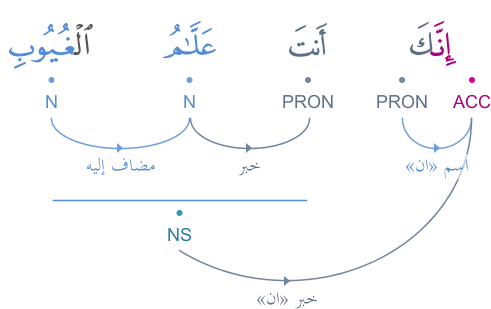 إِنَّكَ أَنتَ عَلَّـٰمُ ٱلْغُيُوبِ
ACC PRON PRON N N
اسم «ان» خبر مضاف إليه
NS
خبر «ان»